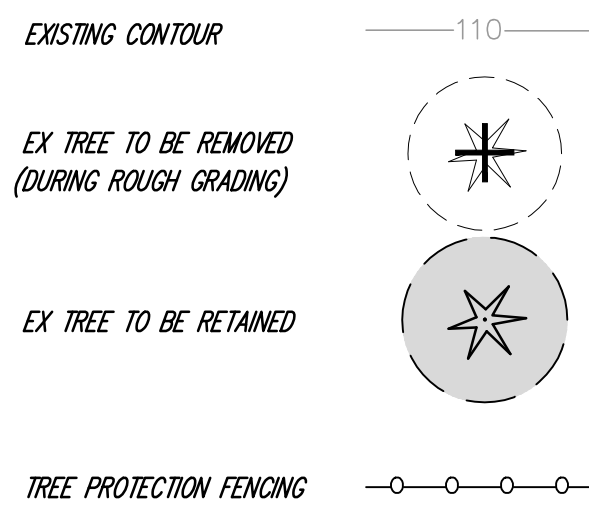 EXISTING CONTOUR 110
EX TREE TO BE REMOVED
(DURING ROUGH GRADING)
EX TREE TO BE RETAINED
TREE PROTECTION FENCING